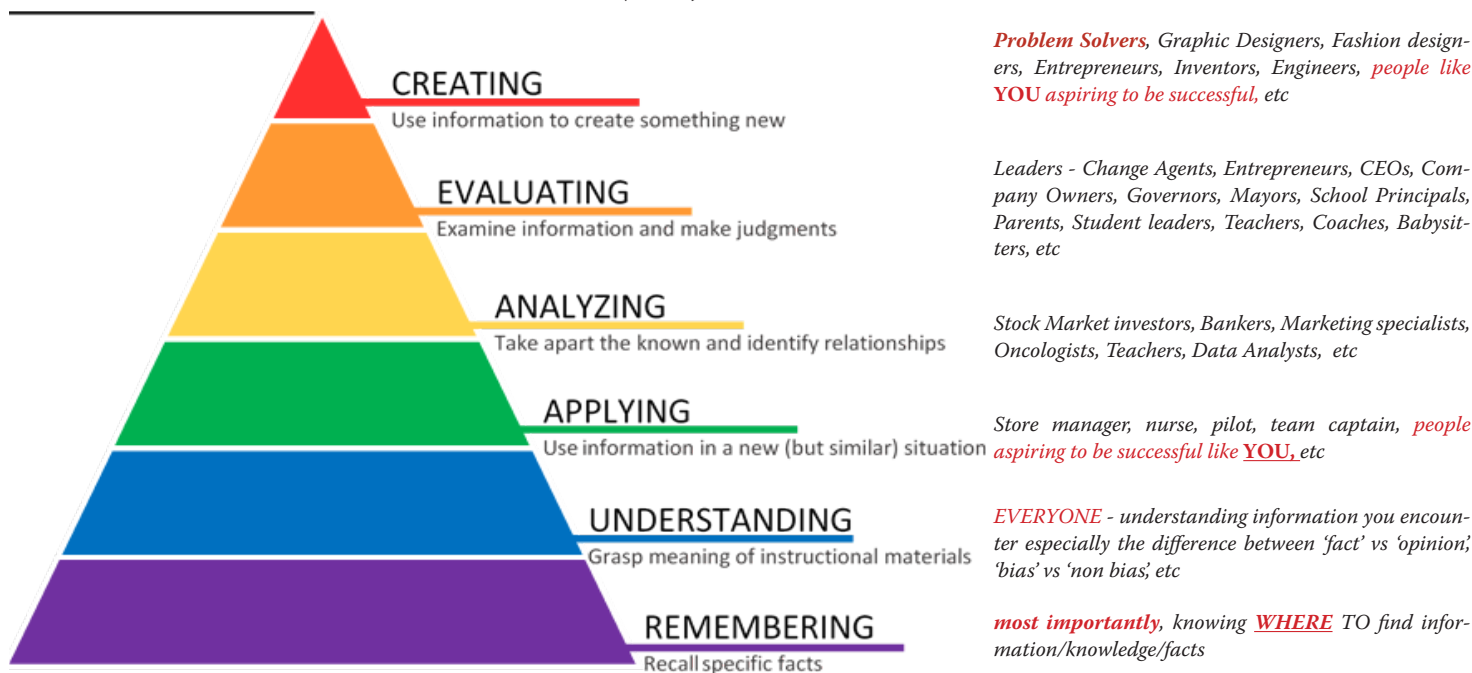 CREATING
Use information to create something new
Problem Solvers, Graphic Designers, Fashion design-
ers, Entrepreneurs, Inventors, Engineers, people like
YOU aspiring to be successful, etc
EVALUATING
Examine information and make judgments
Leaders - Change Agents, Entrepreneurs, CEOs, Com-
pany Owners, Governors, Mayors, School Principals,
Parents, Student leaders, Teachers, Coaches, Babysit-
ters, etc
ANALYZING
Take apart the known and identify relationships
Stock Market investors, Bankers, Marketing specialists,
Oncologists, Teachers, Data Analysts, etc
APPLYING
Use information in a new (but similar) situation
Store manager, nurse, pilot, team captain, people
aspiring to be successful like YOU, etc
UNDERSTANDING
Grasp meaning of instructional materials
EVERYONE - understanding information you encoun-
ter especially the difference between ‘fact’ vs ‘opinion’,
‘bias’ vs ‘non bias’, etc
REMEMBERING
Recall specific facts
most importantly, knowing WHERE TO find infor-
mation/knowledge/facts